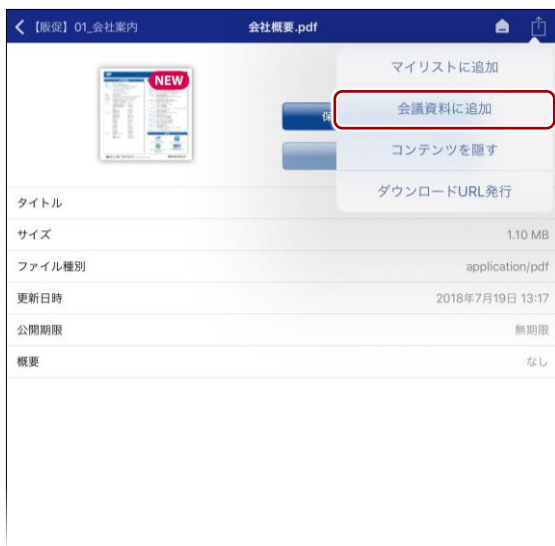 【販促】01_会社案内
会社概要.pdf
マイリストに追加
NEW
会議資料に追加
保
コンテンツを隠す
ダウンロードURL発行
タイトル
サイズ 1.10 MB
ファイル種別 application/pdf
更新日時 2018年7月19日 13:17
公開期限 無期限
概要 なし